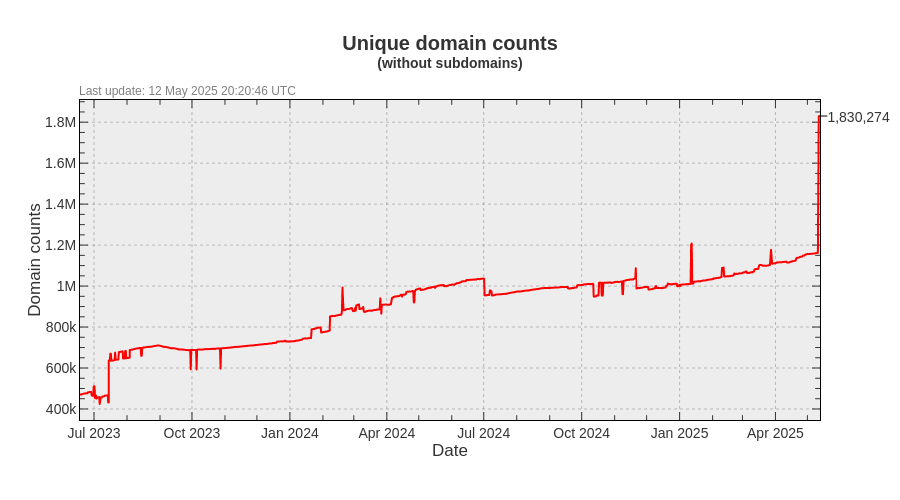 Unique domain counts
(without subdomains)
Last update: 12 May 2025 20:20:46 UTC
1,830,274
1.8M
1.6M
1.4M
1.2M
1M
800k
600k
400k
Domain counts
Jul 2023 Oct 2023 Jan 2024 Apr 2024 Jul 2024 Oct 2024 Jan 2025 Apr 2025
Date